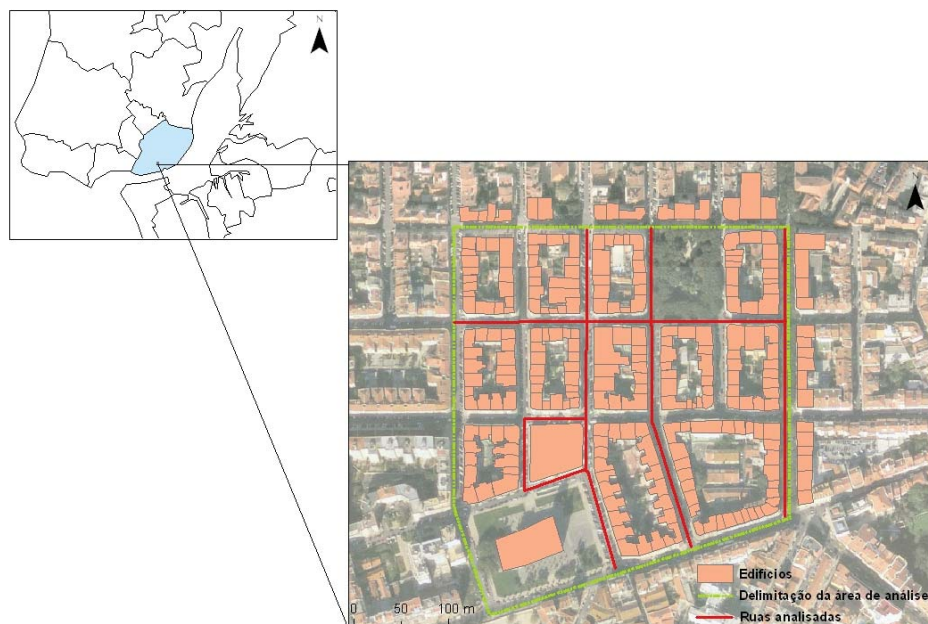 N
N
Edifícios
Delimitação da área de análise
Ruas analisadas
0 50 100 m